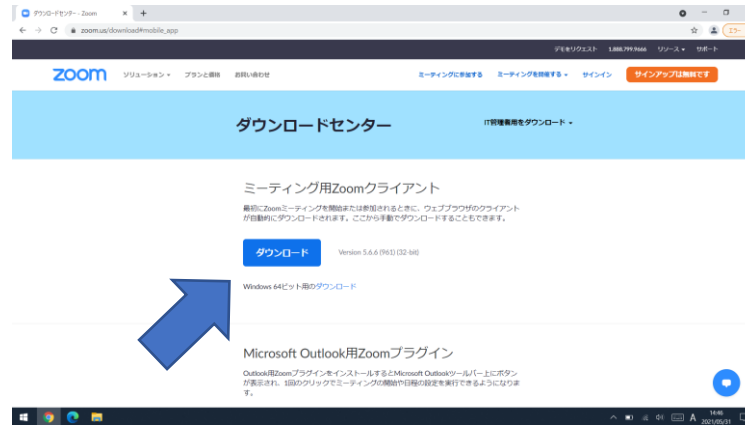 ダウンロードセンター - Zoom
zoom.us/download#mobile_app
デモをリクエスト 1.888.799.9666 リソース サポート
zoom ソリューション プランと価格 お問い合わせ ミーティングに参加する ミーティングを開催する サインイン サインアップは無料です
ダウンロードセンター IT管理者用をダウンロード
ミーティング用Zoomクライアント
最初にZoomミーティングを開始または参加されるときに、ウェブブラウザのクライアント
が自動的にダウンロードされます。ここから手動でダウンロードすることもできます。
ダウンロード Version 5.6.6 (961) (32-bit)
Windows 64ビット用のダウンロード
Microsoft Outlook用Zoomプラグイン
Outlook用ZoomプラグインをインストールするとMicrosoft Outlookツールバー上にボタン
が表示され、1回のクリックでミーティングの開始や日程の設定を実行できるようになりま
す。
A 14:46
2021/05/31